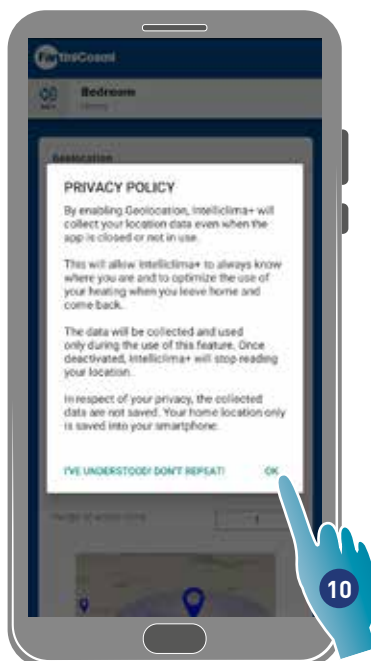 FantiniCosmi
Bedroom
Home
Geolocation
PRIVACY POLICY
By enabling Geolocation, Intelliclima+ will
collect your location data even when the
app is closed or not in use.
This will allow Intelliclima+ to always know
where you are and to optimize the use of
your heating when you leave home and
come back.
The data will be collected and used
only during the use of this feature. Once
deactivated, Intelliclima+ will stop reading
your location.
In respect of your privacy, the collected
data are not saved. Your home location only
is saved into your smartphone.
I'VE UNDERSTOOD! DON'T REPEAT! OK
10